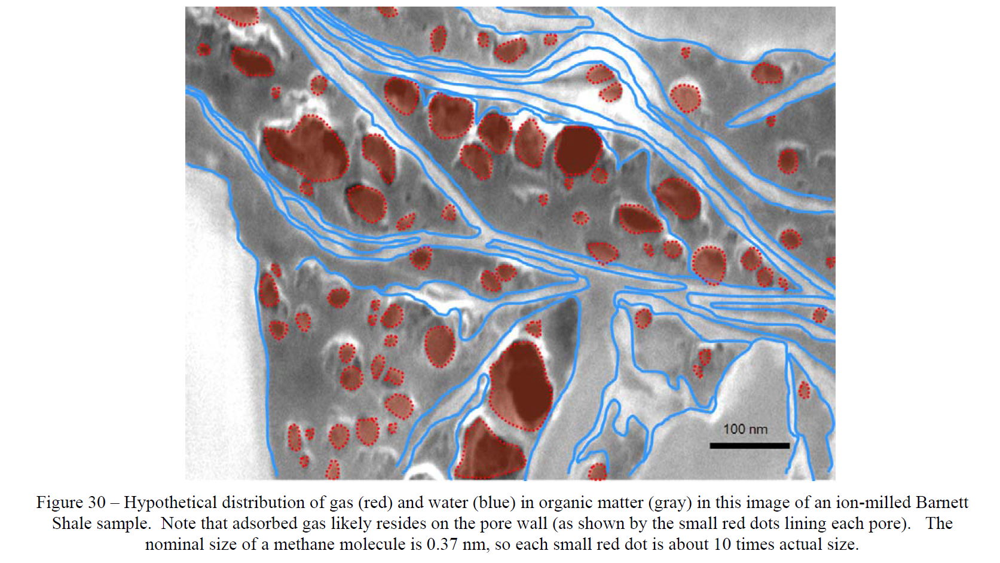 100 nm
Figure 30 – Hypothetical distribution of gas (red) and water (blue) in organic matter (gray) in this image of an ion-milled Barnett
Shale sample.  Note that adsorbed gas likely resides on the pore wall (as shown by the small red dots lining each pore).   The
nominal size of a methane molecule is 0.37 nm, so each small red dot is about 10 times actual size.